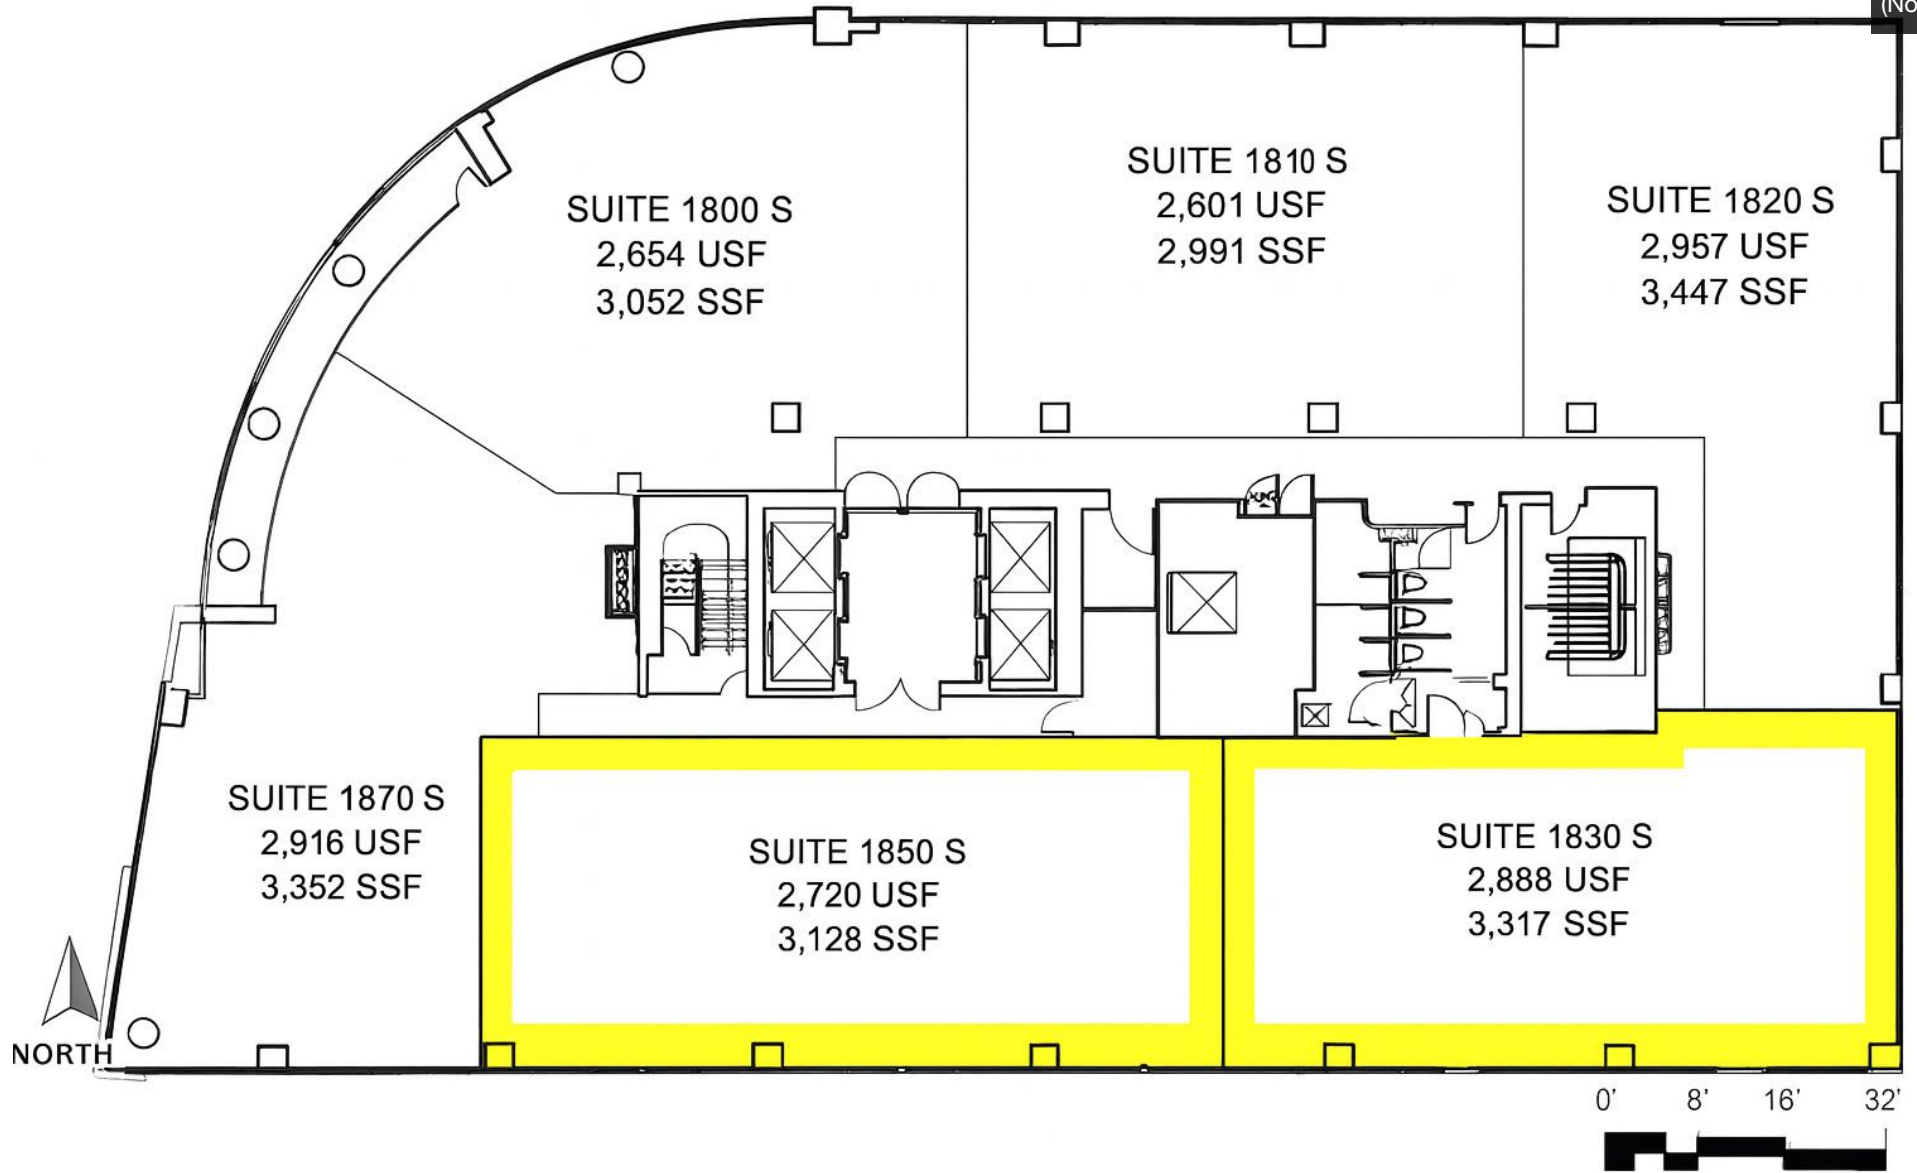 (No
SUITE 1800 S
2,654 USF
3,052 SSF
SUITE 1810 S
2,601 USF
2,991 SSF
SUITE 1820 S
2,957 USF
3,447 SSF
SUITE 1870 S
2,916 USF
3,352 SSF
SUITE 1850 S
2,720 USF
3,128 SSF
SUITE 1830 S
2,888 USF
3,317 SSF
NORTH
0' 8' 16' 32'